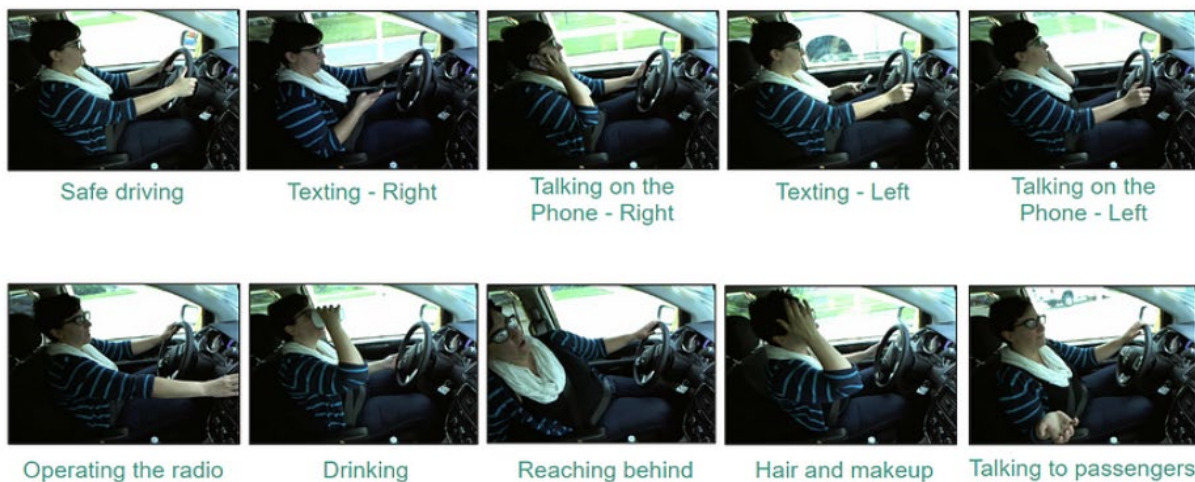 Safe driving
Texting - Right
Talking on the
Phone - Right
Texting - Left
Talking on the
Phone - Left
Operating the radio
Drinking
Reaching behind
Hair and makeup
Talking to passengers